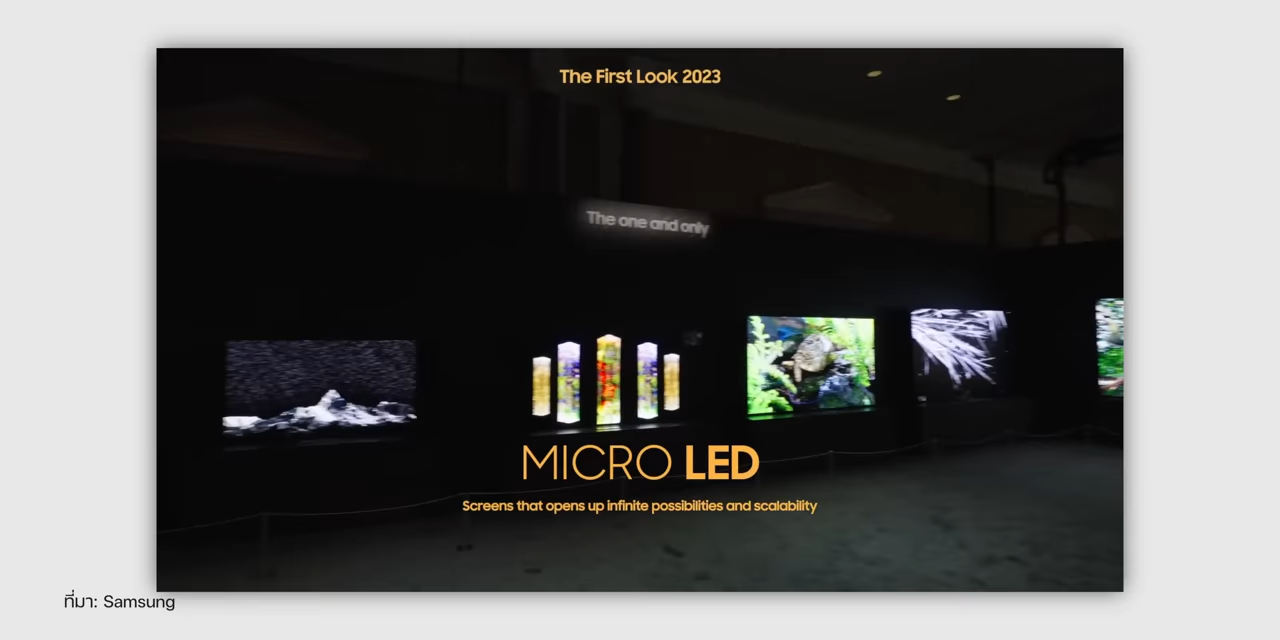 The First Look 2023
The one and only
MICRO LED
Screens that opens up infinite possibilities and scalability
ที่มา: Samsung